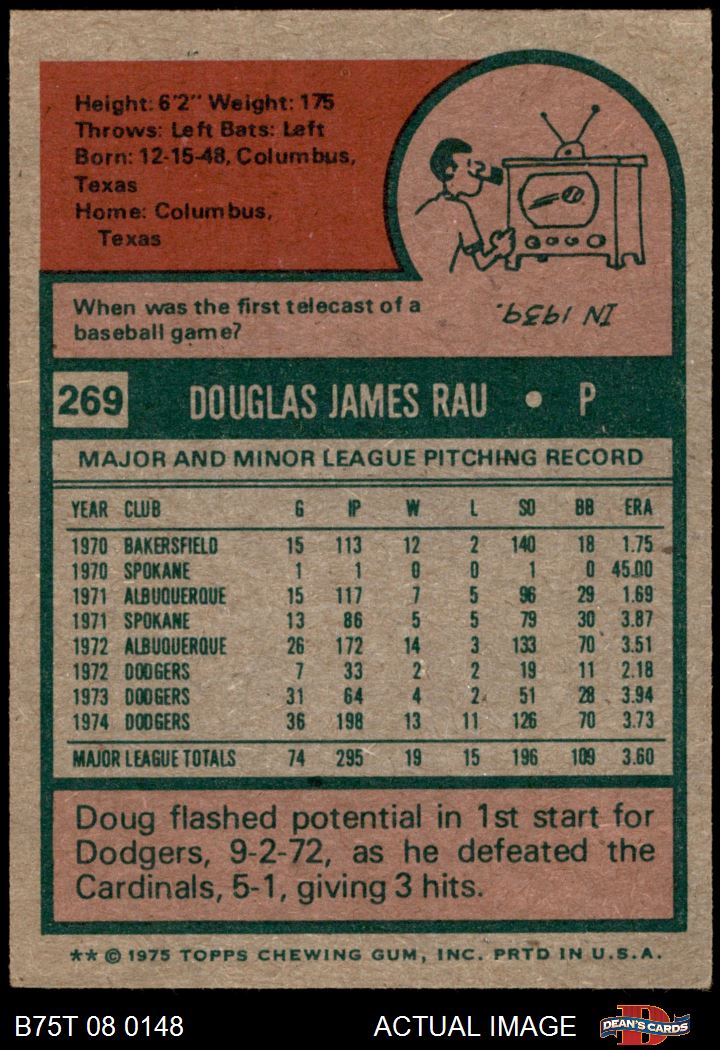 Height: 6'2" Weight: 175
Throws: Left Bats: Left
Born: 12-15-48, Columbus,
Texas
Home: Columbus,
Texas
When was the first telecast of a
baseball game?
IN 1939.
269 DOUGLAS JAMES RAU • P
MAJOR AND MINOR LEAGUE PITCHING RECORD
YEAR CLUB G IP W L SO BB ERA
1970 BAKERSFIELD 15 113 12 2 140 18 1.75
1970 SPOKANE 1 1 0 0 1 0 45.00
1971 ALBUQUERQUE 15 117 7 5 96 29 1.69
1971 SPOKANE 13 86 5 5 79 30 3.87
1972 ALBUQUERQUE 26 172 14 3 133 70 3.51
1972 DODGERS 7 33 2 2 19 11 2.18
1973 DODGERS 31 64 4 2 51 28 3.94
1974 DODGERS 36 198 13 11 126 70 3.73
MAJOR LEAGUE TOTALS 74 295 19 15 196 109 3.60
Doug flashed potential in 1st start for
Dodgers, 9-2-72, as he defeated the
Cardinals, 5-1, giving 3 hits.
** © 1975 TOPPS CHEWING GUM, INC. PRTD IN U.S.A.
B75T 08 0148 ACTUAL IMAGE D DEAN'S CARDS